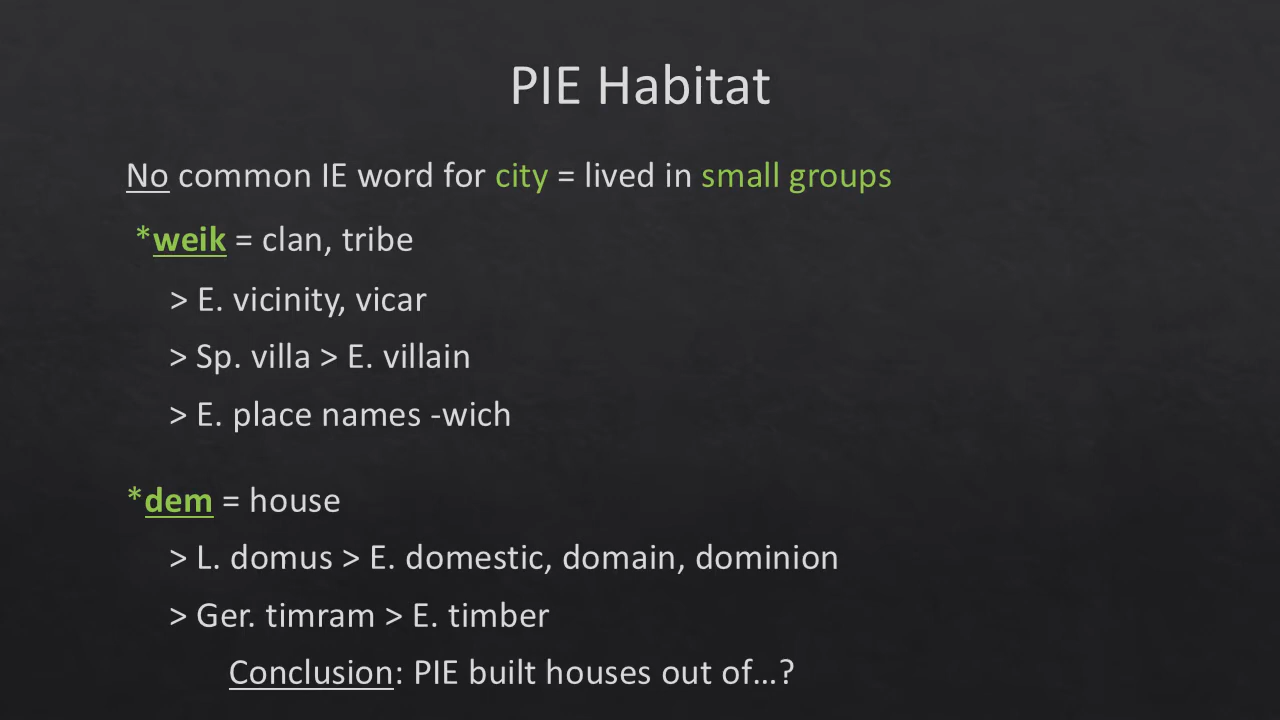 PIE Habitat
No common IE word for city = lived in small groups
*weik = clan, tribe
> E. vicinity, vicar
> Sp. villa > E. villain
> E. place names -wich
*dem = house
> L. domus > E. domestic, domain, dominion
> Ger. timram > E. timber
Conclusion: PIE built houses out of…?